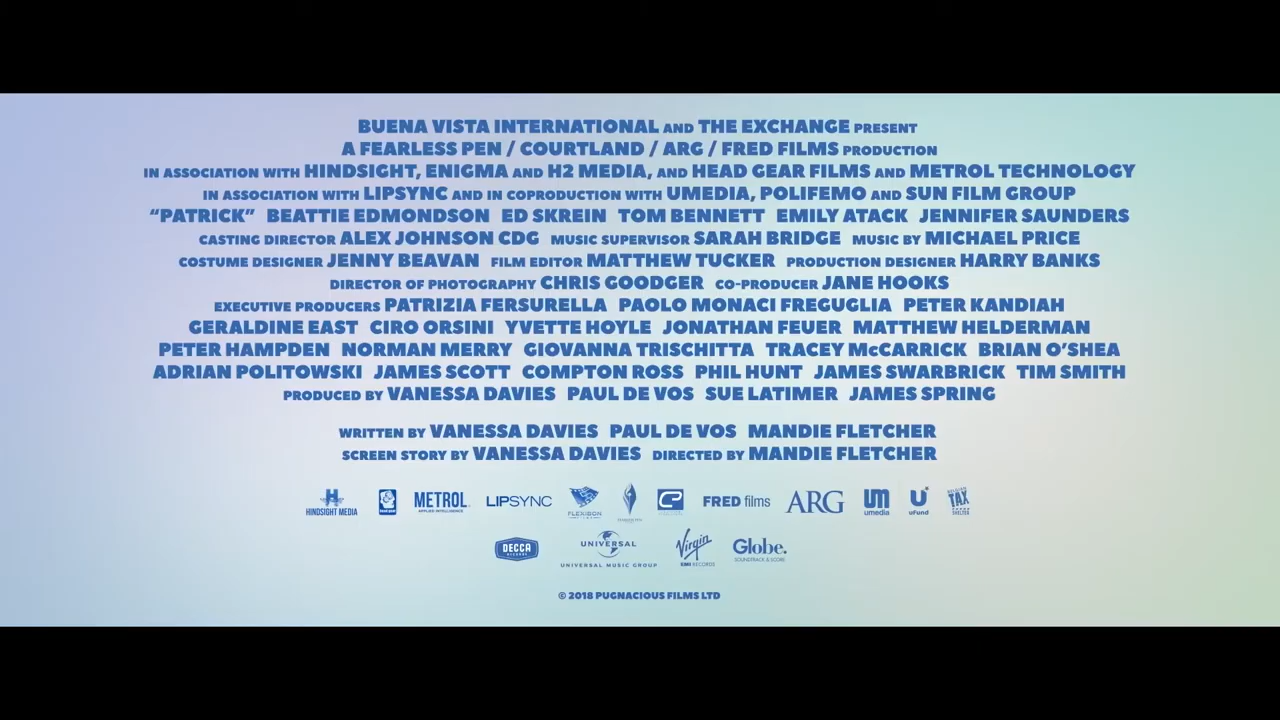 BUENA VISTA INTERNATIONAL AND THE EXCHANGE PRESENT
A FEARLESS PEN / COURTLAND / ARG / FRED FILMS PRODUCTION
IN ASSOCIATION WITH HINDSIGHT, ENIGMA AND H2 MEDIA, AND HEAD GEAR FILMS AND METROL TECHNOLOGY
IN ASSOCIATION WITH LIPSYNC AND IN COPRODUCTION WITH UMEDIA, POLIFEMO AND SUN FILM GROUP
“PATRICK” BEATTIE EDMONDSON ED SKREIN TOM BENNETT EMILY ATACK JENNIFER SAUNDERS
CASTING DIRECTOR ALEX JOHNSON CDG MUSIC SUPERVISOR SARAH BRIDGE MUSIC BY MICHAEL PRICE
COSTUME DESIGNER JENNY BEAVAN FILM EDITOR MATTHEW TUCKER PRODUCTION DESIGNER HARRY BANKS
DIRECTOR OF PHOTOGRAPHY CHRIS GOODGER CO-PRODUCER JANE HOOKS
EXECUTIVE PRODUCERS PATRIZIA FERSURELLA PAOLO MONACI FREGUGLIA PETER KANDIAH
GERALDINE EAST CIRO ORSINI YVETTE HOYLE JONATHAN FEUER MATTHEW HELDERMAN
PETER HAMPDEN NORMAN MERRY GIOVANNA TRISCHITTA TRACEY McCARRICK BRIAN O’SHEA
ADRIAN POLITOWSKI JAMES SCOTT COMPTON ROSS PHIL HUNT JAMES SWARBRICK TIM SMITH
PRODUCED BY VANESSA DAVIES PAUL DE VOS SUE LATIMER JAMES SPRING
WRITTEN BY VANESSA DAVIES PAUL DE VOS MANDIE FLETCHER
SCREEN STORY BY VANESSA DAVIES DIRECTED BY MANDIE FLETCHER
HINDSIGHT MEDIA METROL APPLIED INTELLIGENCE LIPSYNC FLEXIBON FRED films ARG um umedia U uFund TAX SHELTER
DECCA RECORDS UNIVERSAL UNIVERSAL MUSIC GROUP Virgin RECORDS Globe. SOUNDTRACK & SCORE
© 2018 PUGNACIOUS FILMS LTD